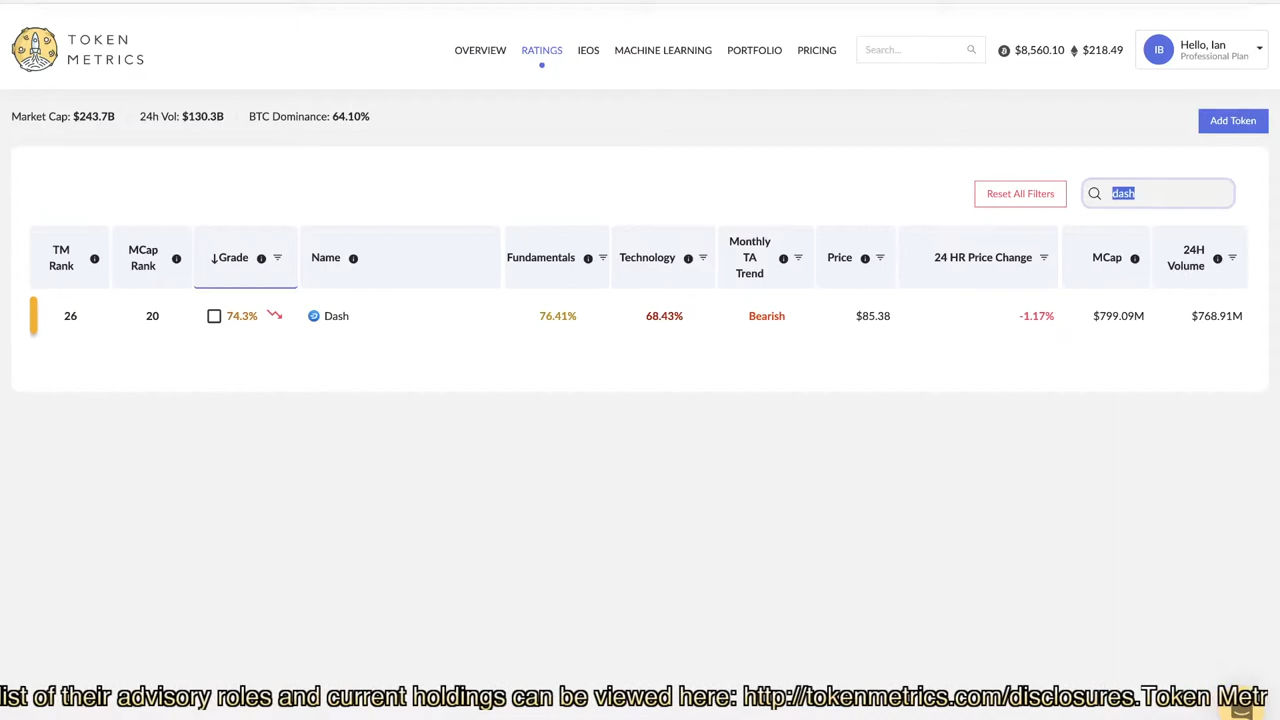 TOKEN
METRICS
OVERVIEW RATINGS IEOS MACHINE LEARNING PORTFOLIO PRICING
Search...
$8,560.10 $218.49
IB
Hello, Ian
Professional Plan
Market Cap: $243.7B 24h Vol: $130.3B BTC Dominance: 64.10%
Add Token
Reset All Filters
dash
TM
Rank
MCap
Rank
↓Grade
Name
Fundamentals
Technology
Monthly
TA
Trend
Price
24 HR Price Change
MCap
24H
Volume
26 20 74.3% Dash 76.41% 68.43% Bearish $85.38 -1.17% $799.09M $768.91M
list of their advisory roles and current holdings can be viewed here: http://tokenmetrics.com/disclosures.Token Metr